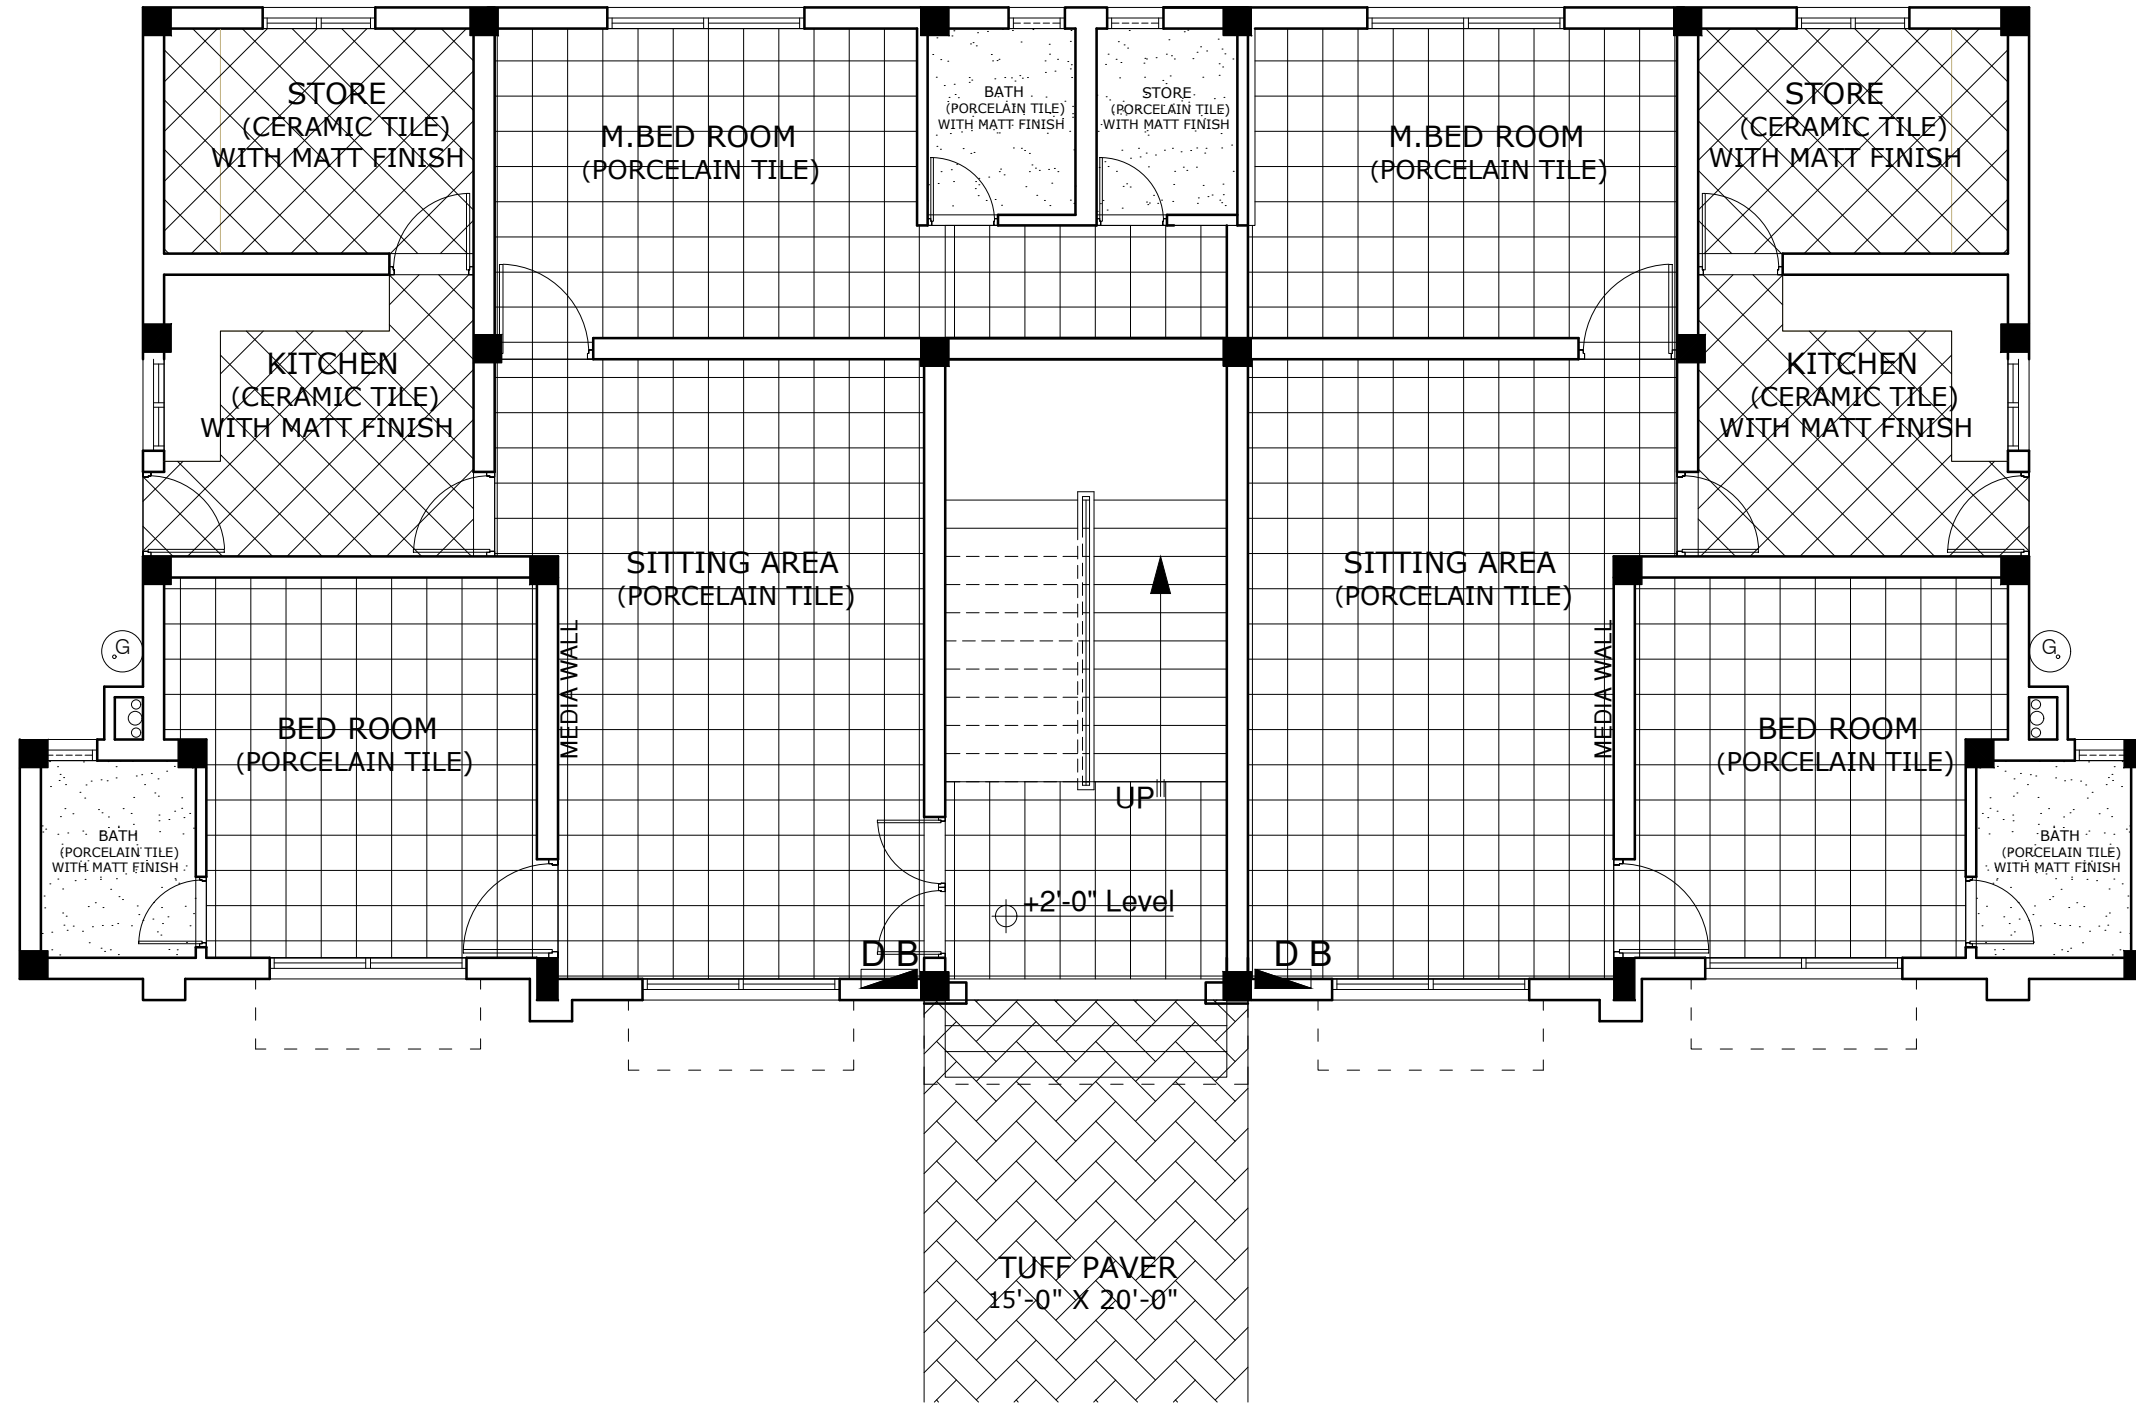 STORE
(CERAMIC TILE)
WITH MATT FINISH
M.BED ROOM
(PORCELAIN TILE)
BATH
(PORCELAIN TILE)
WITH MATT FINISH
STORE
(PORCELAIN TILE)
WITH MATT FINISH
M.BED ROOM
(PORCELAIN TILE)
STORE
(CERAMIC TILE)
WITH MATT FINISH
KITCHEN
(CERAMIC TILE)
WITH MATT FINISH
KITCHEN
(CERAMIC TILE)
WITH MATT FINISH
SITTING AREA
(PORCELAIN TILE)
SITTING AREA
(PORCELAIN TILE)
G
MEDIA WALL
MEDIA WALL
G
BED ROOM
(PORCELAIN TILE)
BED ROOM
(PORCELAIN TILE)
UP
BATH
(PORCELAIN TILE)
WITH MATT FINISH
BATH
(PORCELAIN TILE)
WITH MATT FINISH
+2'-0" Level
D B
D B
TUFF PAVER
15'-0" X 20'-0"